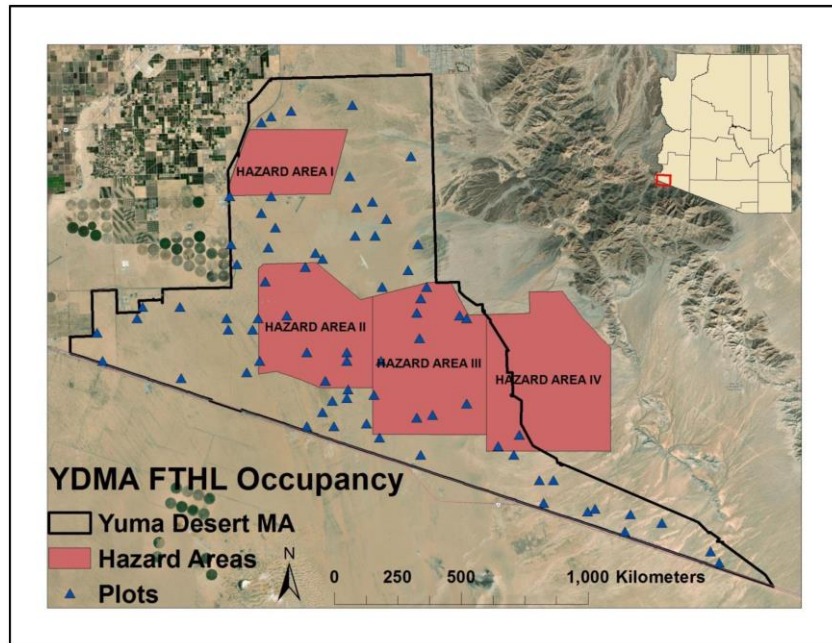 HAZARD AREA I
HAZARD AREA II
HAZARD AREA III
HAZARD AREA IV
YDMA FTHL Occupancy
Yuma Desert MA
Hazard Areas
Plots
N
0 250 500 1,000 Kilometers